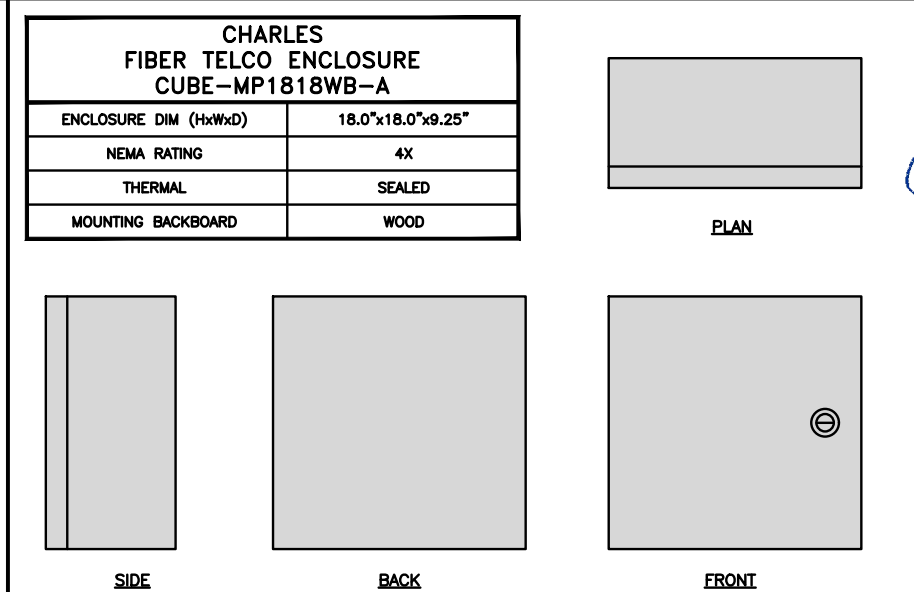 CHARLES
FIBER TELCO ENCLOSURE
CUBE-MP1818WB-A
ENCLOSURE DIM (HxWxD) 18.0"x18.0"x9.25"
NEMA RATING 4X
THERMAL SEALED
MOUNTING BACKBOARD WOOD
PLAN
SIDE BACK FRONT